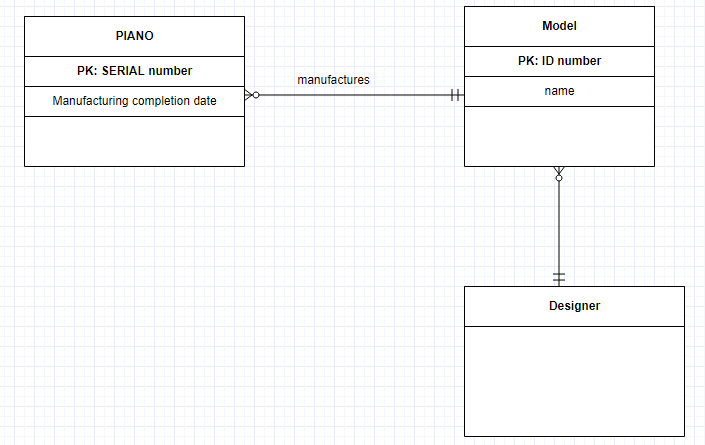 PIANO
PK: SERIAL number
Manufacturing completion date
manufactures
Model
PK: ID number
name
Designer